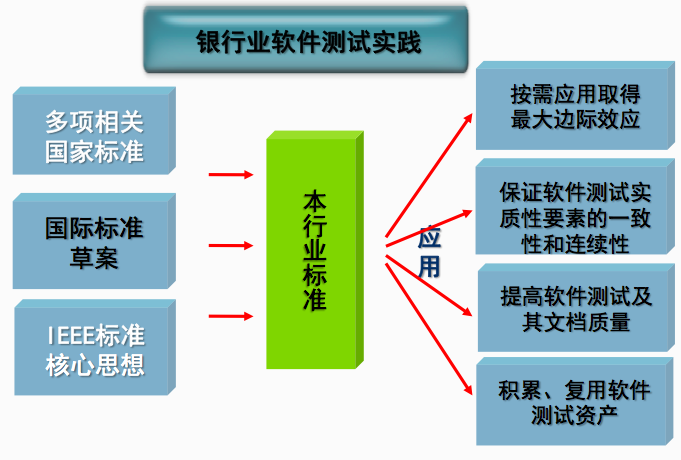 银行业软件测试实践
多项相关
国家标准
国际标准
草案
IEEE标准
核心思想
本
行
业
标
准
应
用
按需应用取得
最大边际效应
保证软件测试实
质性要素的一致
性和连续性
提高软件测试及
其文档质量
积累、复用软件
测试资产